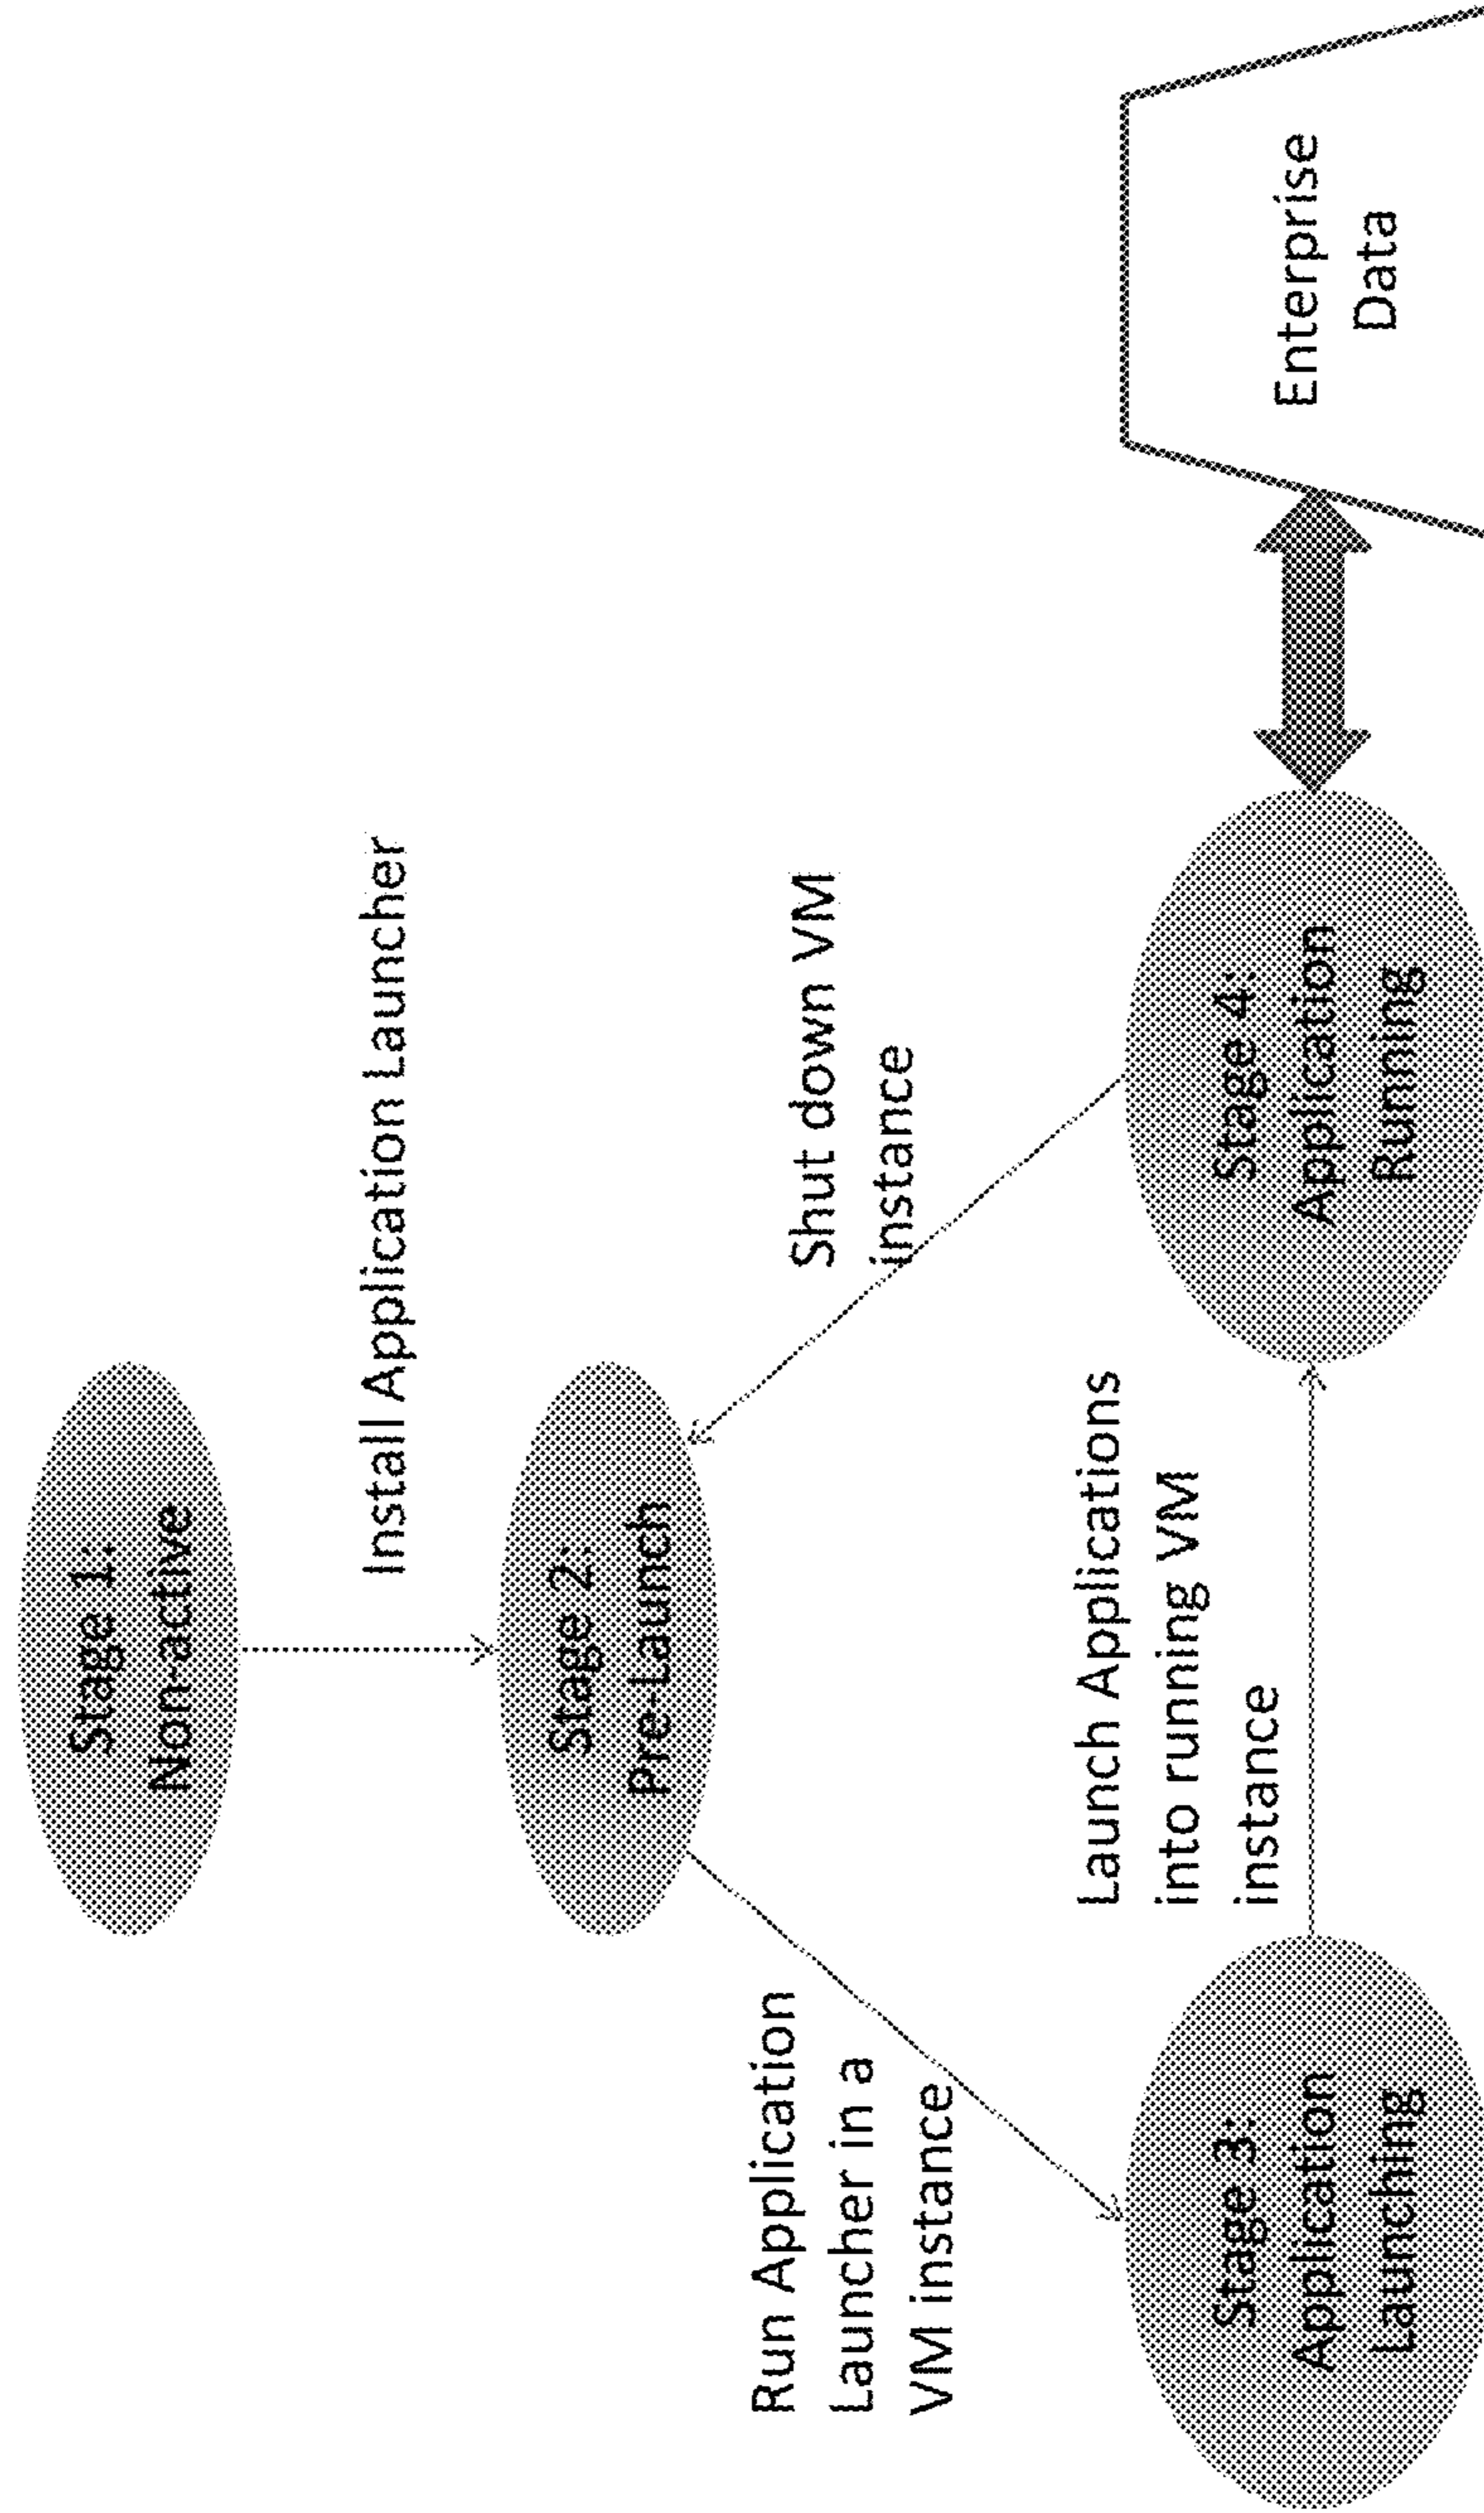 Stage 1:
Non-active
Install Application Launcher
Stage 2:
Pre-Launch
Run Application
Launcher in a
VM instance
Shut down VM
instance
Launch Applications
into running VM
instance
Stage 3:
Application
Launching
Stage 4:
Application
Running
Enterprise
Data